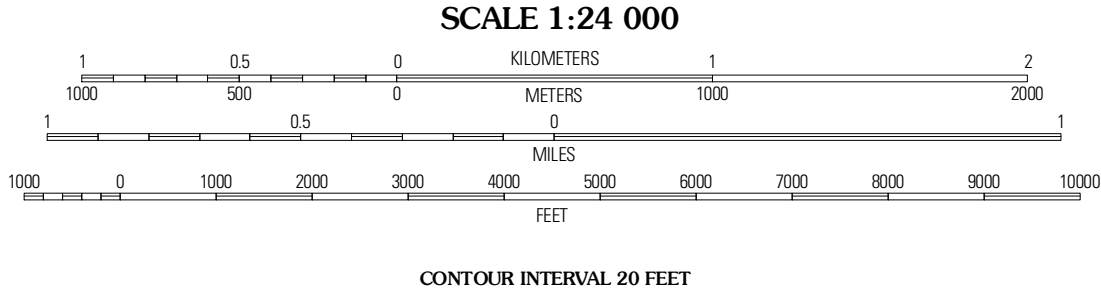 SCALE 1:24 000
1 0.5 0 KILOMETERS 1 2
1000 500 0 METERS 1000 2000
1 0.5 0 1
MILES
1000 0 1000 2000 3000 4000 5000 6000 7000 8000 9000 10000
FEET
CONTOUR INTERVAL 20 FEET